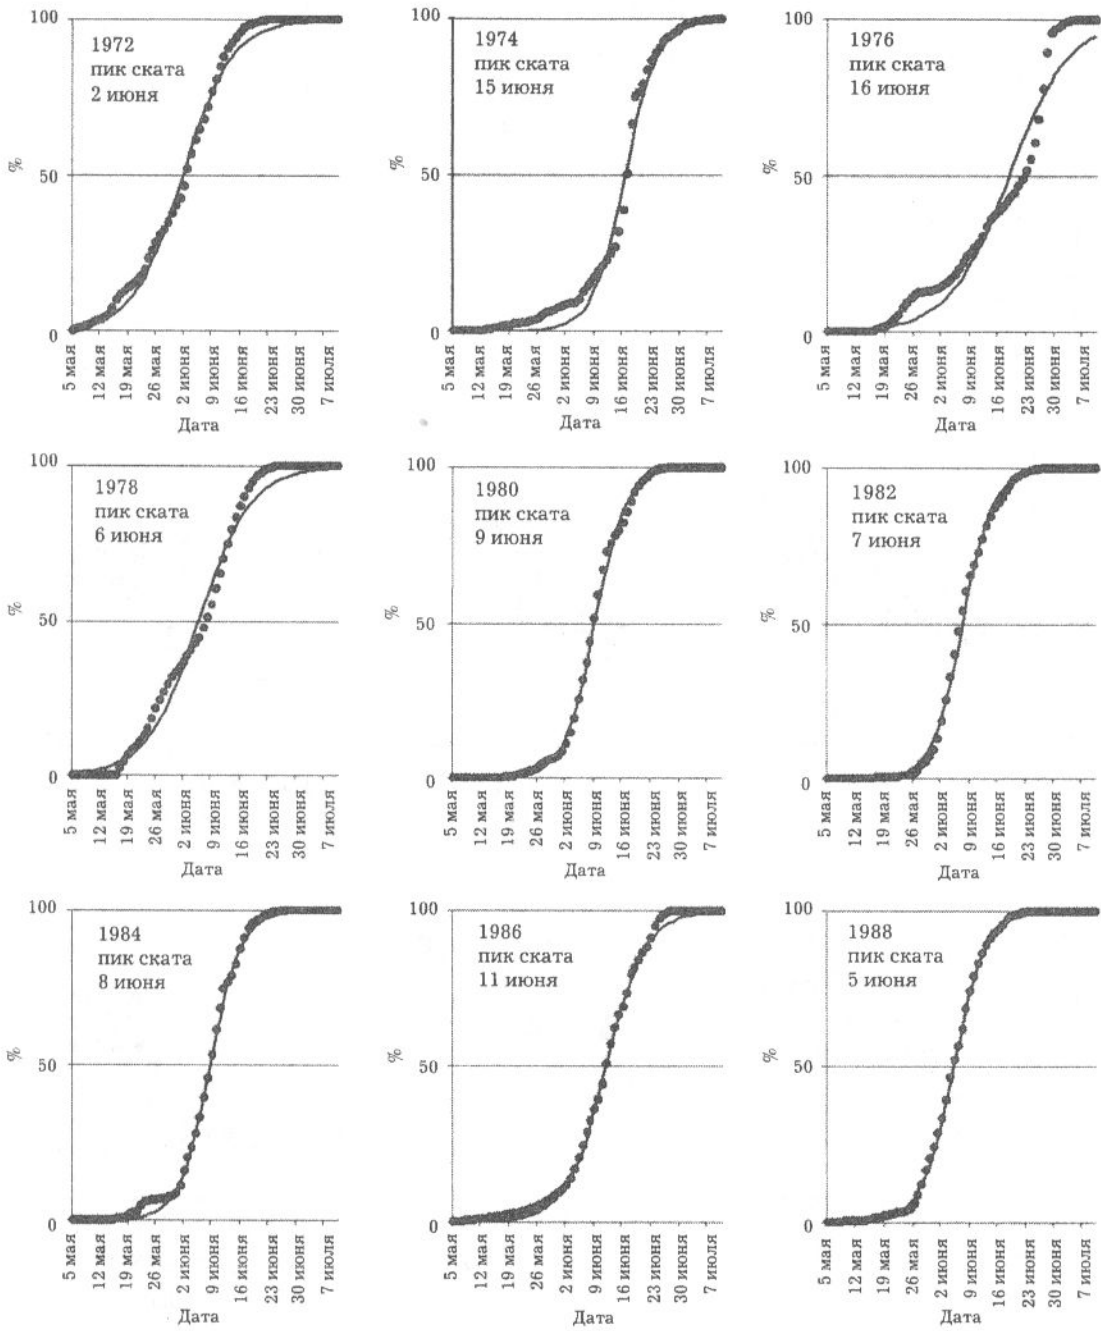 100
1972
пик ската
2 июня
%
50
0
5 мая
12 мая
19 мая
26 мая
2 июня
9 июня
16 июня
23 июня
30 июня
7 июля
Дата
100
1974
пик ската
15 июня
%
50
0
5 мая
12 мая
19 мая
26 мая
2 июня
9 июня
16 июня
23 июня
30 июня
7 июля
Дата
100
1976
пик ската
16 июня
%
50
0
5 мая
12 мая
19 мая
26 мая
2 июня
9 июня
16 июня
23 июня
30 июня
7 июля
Дата
100
1978
пик ската
6 июня
%
50
0
5 мая
12 мая
19 мая
26 мая
2 июня
9 июня
16 июня
23 июня
30 июня
7 июля
Дата
100
1980
пик ската
9 июня
%
50
0
5 мая
12 мая
19 мая
26 мая
2 июня
9 июня
16 июня
23 июня
30 июня
7 июля
Дата
100
1982
пик ската
7 июня
%
50
0
5 мая
12 мая
19 мая
26 мая
2 июня
9 июня
16 июня
23 июня
30 июня
7 июля
Дата
100
1984
пик ската
8 июня
%
50
0
5 мая
12 мая
19 мая
26 мая
2 июня
9 июня
16 июня
23 июня
30 июня
7 июля
Дата
100
1986
пик ската
11 июня
%
50
0
5 мая
12 мая
19 мая
26 мая
2 июня
9 июня
16 июня
23 июня
30 июня
7 июля
Дата
100
1988
пик ската
5 июня
%
50
0
5 мая
12 мая
19 мая
26 мая
2 июня
9 июня
16 июня
23 июня
30 июня
7 июля
Дата